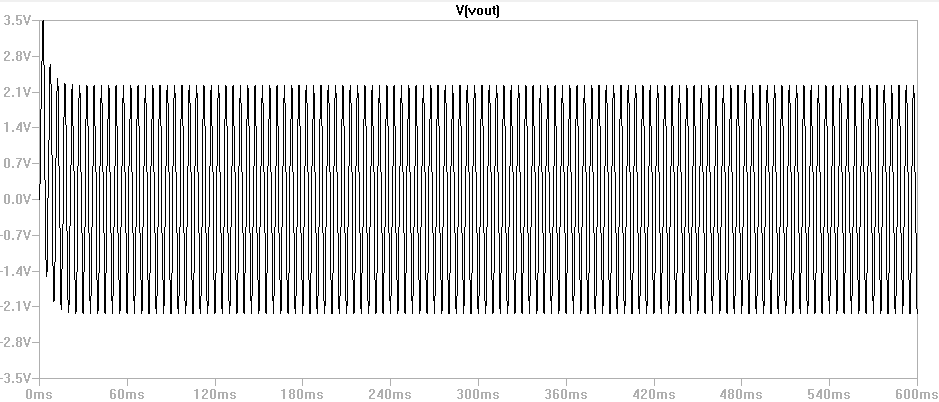 V(vout)
3.5V
2.8V
2.1V
1.4V
0.7V
0.0V
-0.7V
-1.4V
-2.1V
-2.8V
-3.5V
0ms 60ms 120ms 180ms 240ms 300ms 360ms 420ms 480ms 540ms 600ms